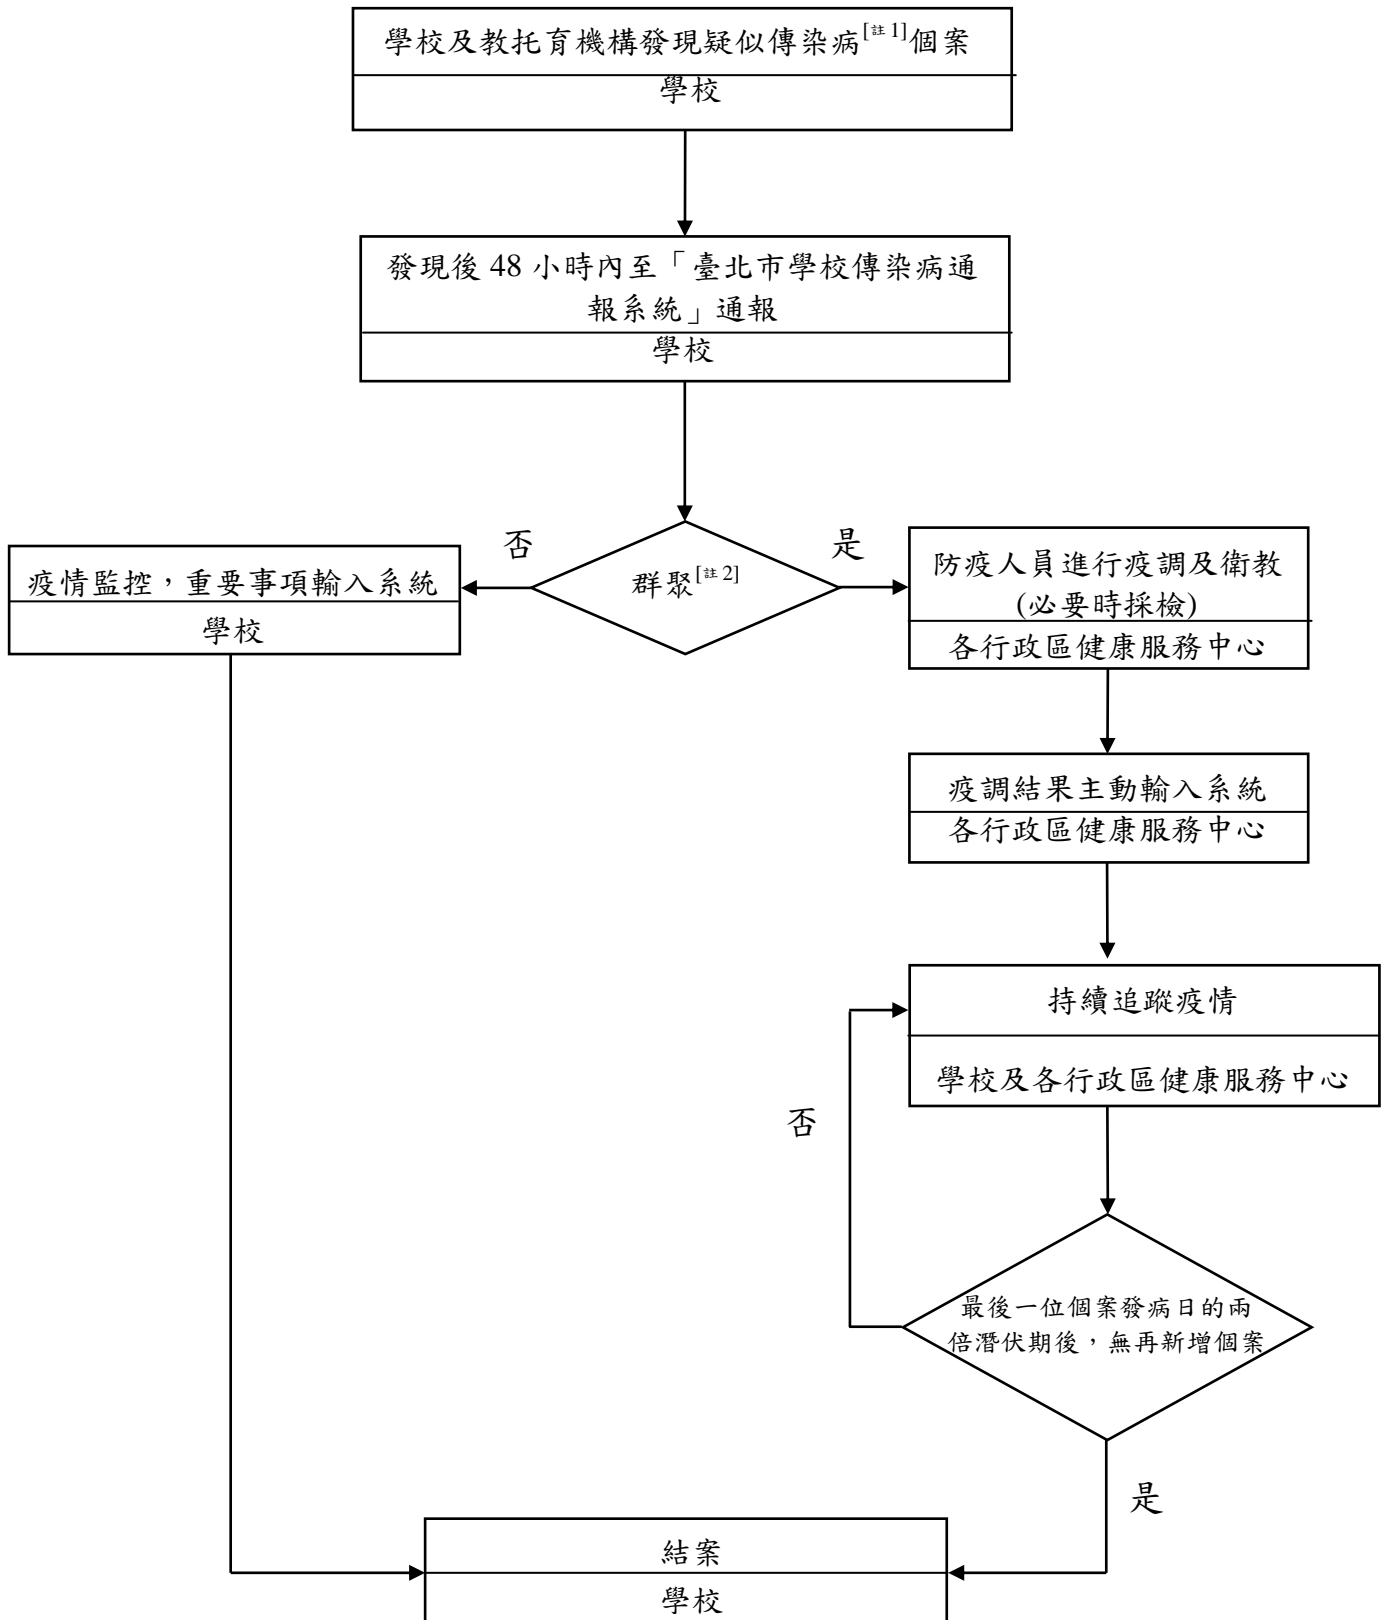 學校及教托育機構發現疑似傳染病[註1]個案
學校
發現後 48 小時內至「臺北市學校傳染病通
報系統」通報
學校
否
是
群聚[註2]
疫情監控，重要事項輸入系統
學校
防疫人員進行疫調及衛教
(必要時採檢)
各行政區健康服務中心
疫調結果主動輸入系統
各行政區健康服務中心
持續追蹤疫情
學校及各行政區健康服務中心
否
最後一位個案發病日的兩
倍潛伏期後，無再新增個案
是
結案
學校